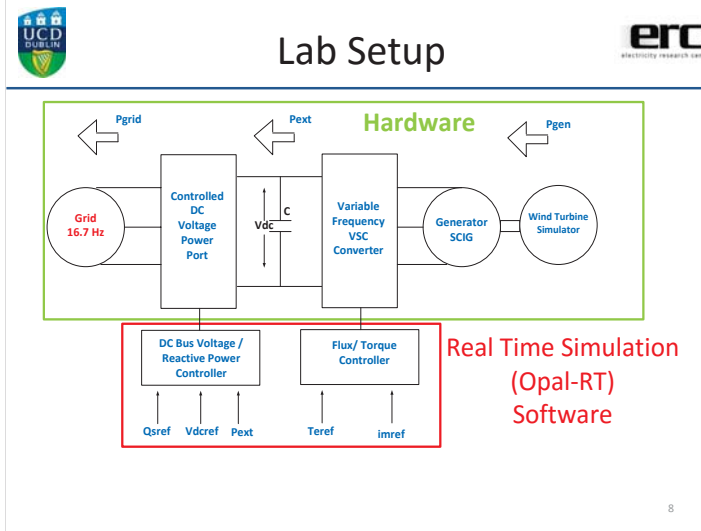 UCD
DUBLIN
Lab Setup
erc
electricity research cen
Pgrid
Pext
Hardware
Pgen
Grid
16.7 Hz
Controlled
DC
Voltage
Power
Port
Vdc
C
Variable
Frequency
VSC
Converter
Generator
SCIG
Wind Turbine
Simulator
DC Bus Voltage /
Reactive Power
Controller
Flux/ Torque
Controller
Real Time Simulation
(Opal-RT)
Software
Qsref
Vdcref
Pext
Teref
imref
8